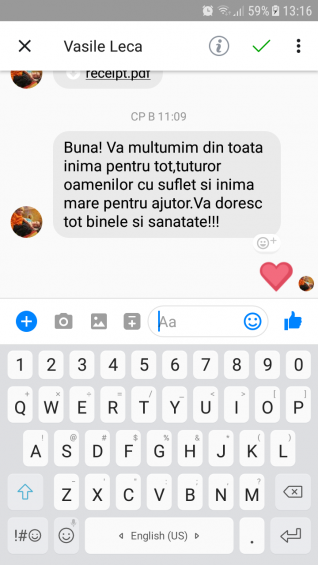 59% 13:16
Vasile Leca
receipt.pdf
СР В 11:09
Buna! Va multumim din toata
inima pentru tot,tuturor
oamenilor cu suflet si inima
mare pentru ajutor.Va doresc
tot binele si sanatate!!!
Aa
1 2 3 4 5 6 7 8 9 0
+ × ÷ = / _ < > [ ]
Q W E R T Y U I O P
@ # $ % & * ( )
A S D F G H J K L
- ' " : ; , ?
Z X C V B N M
!#☺ English (US) .